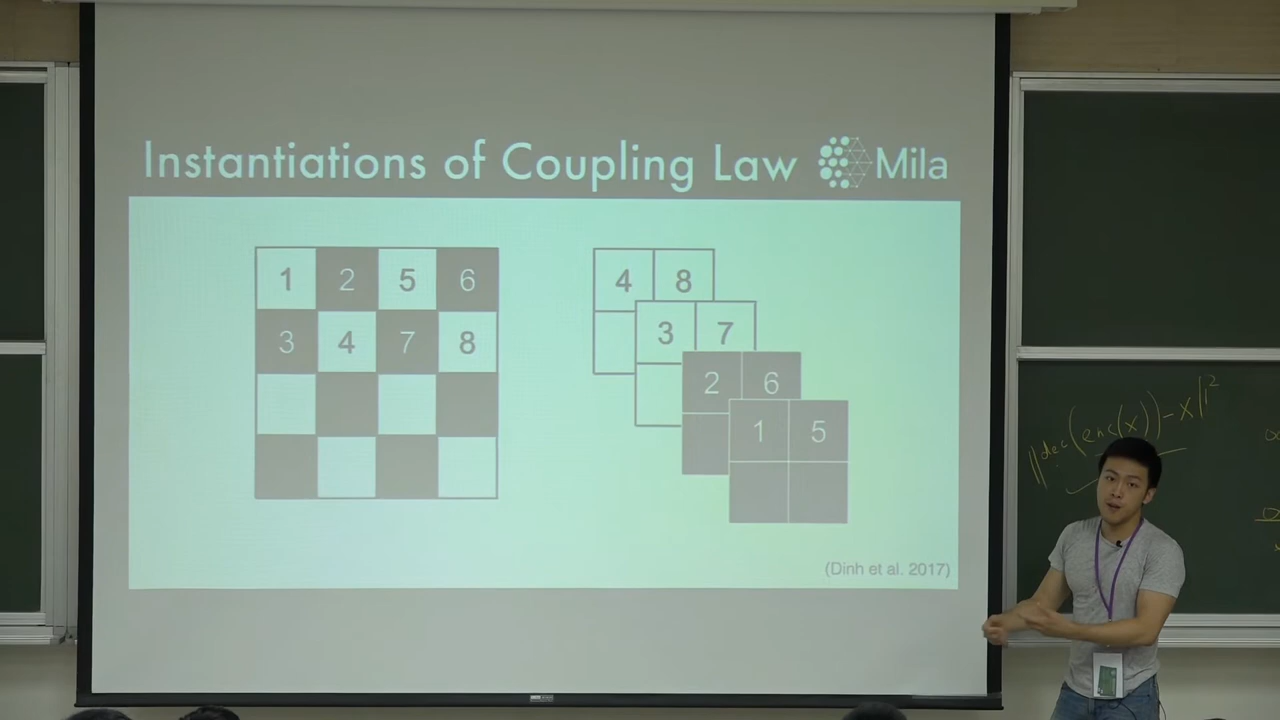 Instantiations of Coupling Law
Mila
1 2 5 6
3 4 7 8
4 8
3 7
2 6
1 5
(Dinh et al. 2017)
||dec(enc(x))-x||²